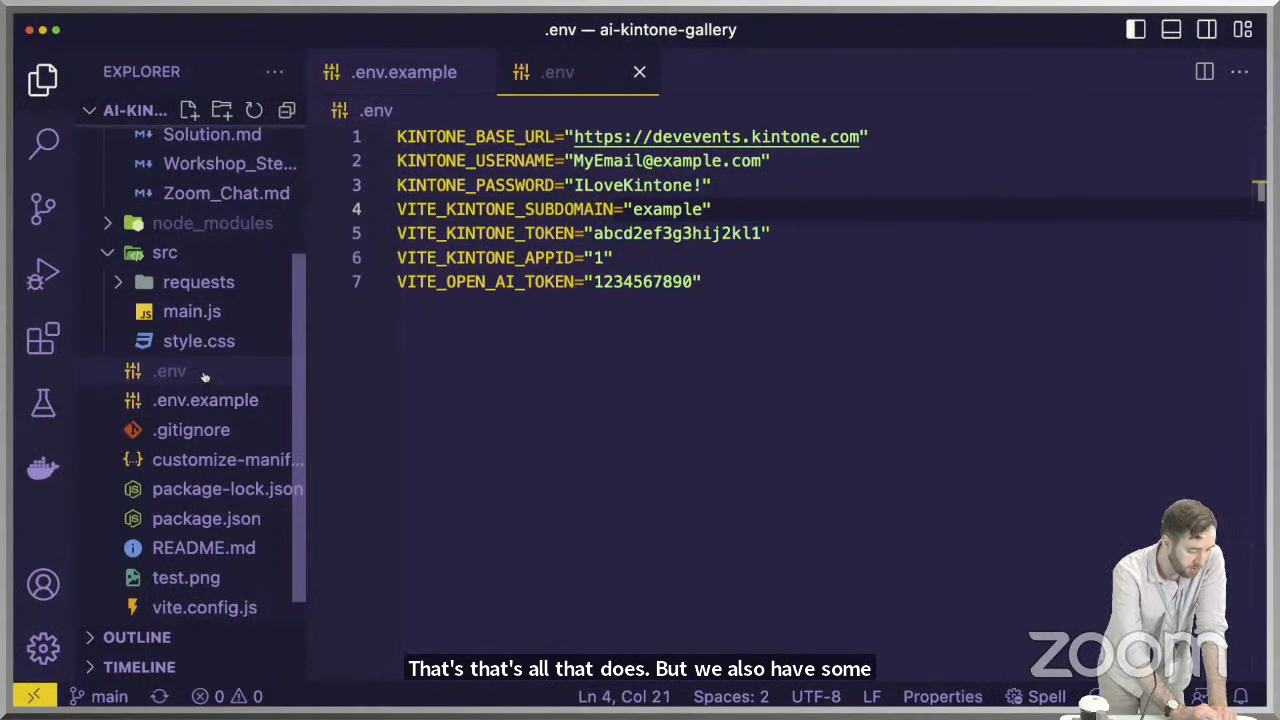 .env — ai-kintone-gallery
EXPLORER
AI-KIN...
Solution.md
Workshop_Ste...
Zoom_Chat.md
node_modules
src
requests
main.js
style.css
.env
.env.example
.gitignore
customize-manif...
package-lock.json
package.json
README.md
test.png
vite.config.js
OUTLINE
TIMELINE
.env.example
.env
.env
1 KINTONE_BASE_URL="https://devevents.kintone.com"
2 KINTONE_USERNAME="MyEmail@example.com"
3 KINTONE_PASSWORD="ILoveKintone!"
4 VITE_KINTONE_SUBDOMAIN="example"
5 VITE_KINTONE_TOKEN="abcd2ef3g3hij2kl1"
6 VITE_KINTONE_APPID="1"
7 VITE_OPEN_AI_TOKEN="1234567890"
zoom
That's that's all that does. But we also have some
main 0 0 Ln 4, Col 21 Spaces: 2 UTF-8 LF Properties Spell